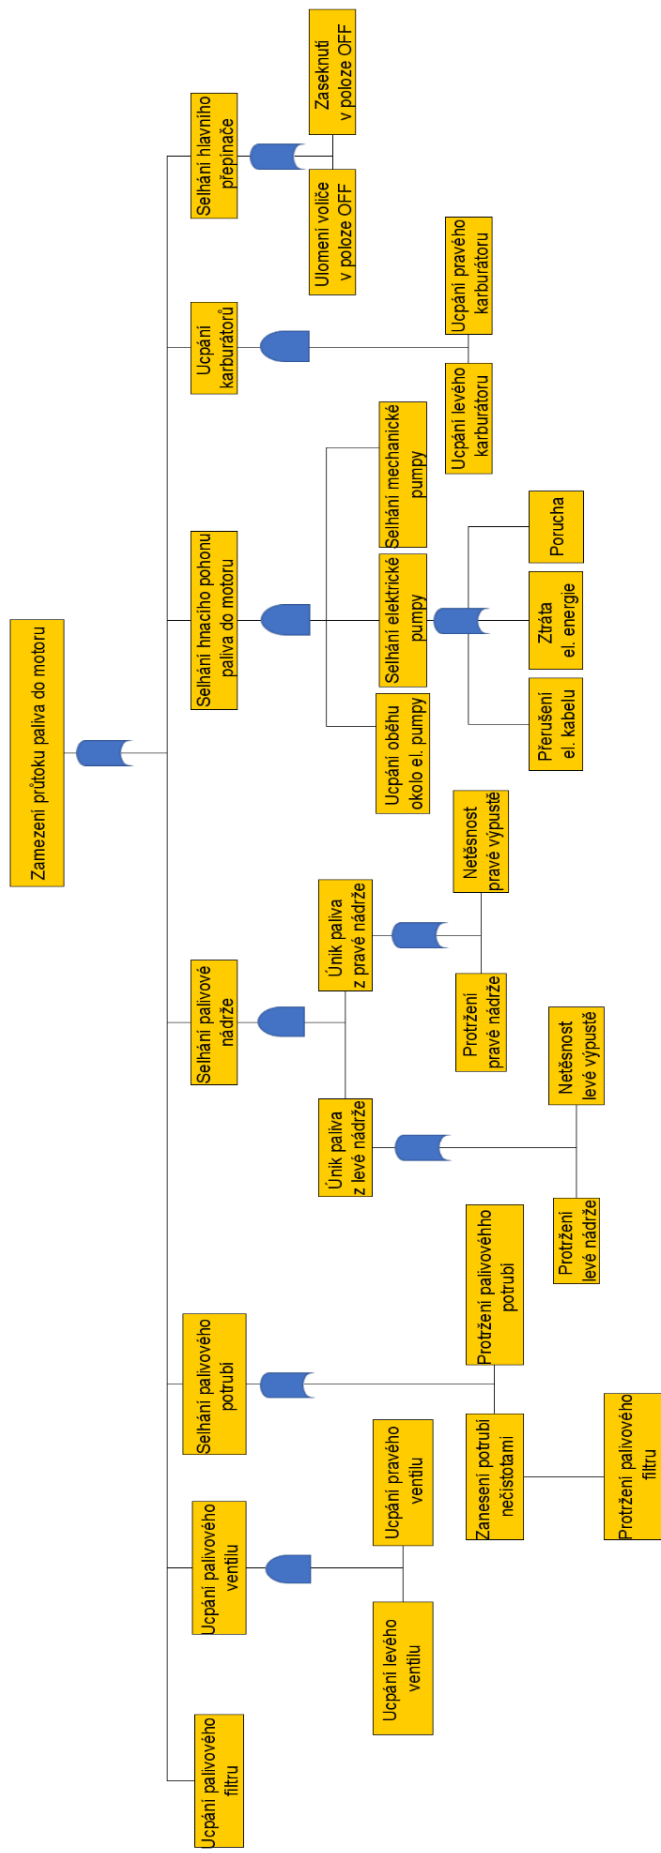 Zamezení průtoku paliva do motoru
Ucpání palivového
filtru
Ucpání palivového
ventilu
Selhání palivového
potrubí
Selhání palivové
nádrže
Selhání hnacího pohonu
paliva do motoru
Ucpání
karburátorů
Selhání hlavního
přepínače
Ucpání levého
ventilu
Ucpání pravého
ventilu
Zanesení potrubí
nečistotami
Protržení palivovéhho
potrubí
Protržení palivového
filtru
Únik paliva
z levé nádrže
Únik paliva
z pravé nádrže
Protržení
levé nádrže
Netěsnost
levé výpustě
Protržení
pravé nádrže
Netěsnost
pravé výpustě
Ucpání oběhu
okolo el. pumpy
Selhání elektrické
pumpy
Selhání mechanické
pumpy
Přerušení
el. kabelu
Ztráta
el. energie
Porucha
Ucpání levého
karburátoru
Ucpání pravého
karburátoru
Ulomení voliče
v poloze OFF
Zaseknutí
v poloze OFF